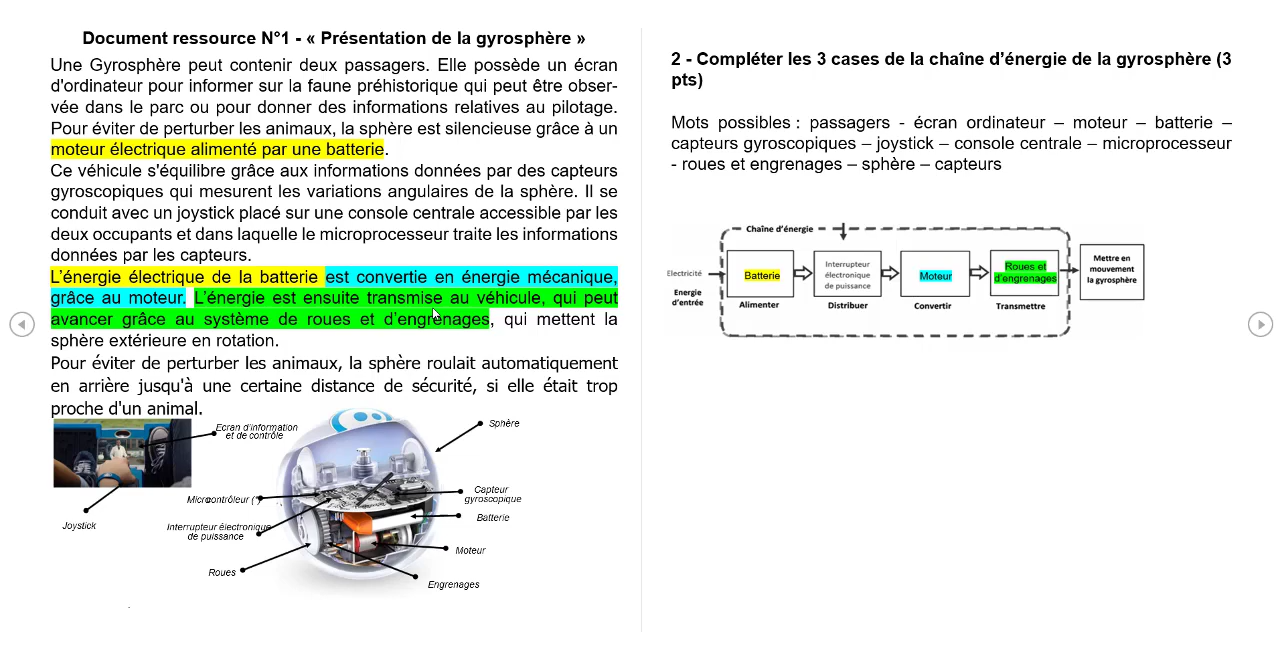 Document ressource N°1 - « Présentation de la gyrosphère »
Une Gyrosphère peut contenir deux passagers. Elle possède un écran
d'ordinateur pour informer sur la faune préhistorique qui peut être obser-
vée dans le parc ou pour donner des informations relatives au pilotage.
Pour éviter de perturber les animaux, la sphère est silencieuse grâce à un
moteur électrique alimenté par une batterie.
Ce véhicule s'équilibre grâce aux informations données par des capteurs
gyroscopiques qui mesurent les variations angulaires de la sphère. Il se
conduit avec un joystick placé sur une console centrale accessible par les
deux occupants et dans laquelle le microprocesseur traite les informations
données par les capteurs.
L'énergie électrique de la batterie est convertie en énergie mécanique,
grâce au moteur. L'énergie est ensuite transmise au véhicule, qui peut
avancer grâce au système de roues et d'engrenages, qui mettent la
sphère extérieure en rotation.
Pour éviter de perturber les animaux, la sphère roulait automatiquement
en arrière jusqu'à une certaine distance de sécurité, si elle était trop
proche d'un animal.
Ecran d'information
et de contrôle
Sphère
Microcontrôleur (*)
Capteur
gyroscopique
Joystick
Interrupteur électronique
de puissance
Batterie
Moteur
Roues
Engrenages
2 - Compléter les 3 cases de la chaîne d'énergie de la gyrosphère (3
pts)
Mots possibles : passagers - écran ordinateur – moteur – batterie –
capteurs gyroscopiques – joystick – console centrale – microprocesseur
- roues et engrenages – sphère – capteurs
Chaîne d'énergie
Electricité
Energie
d'entrée
Batterie
Alimenter
Interrupteur
électronique
de puissance
Distribuer
Moteur
Convertir
Roues et
d'engrenages
Transmettre
Mettre en
mouvement
la gyrosphère